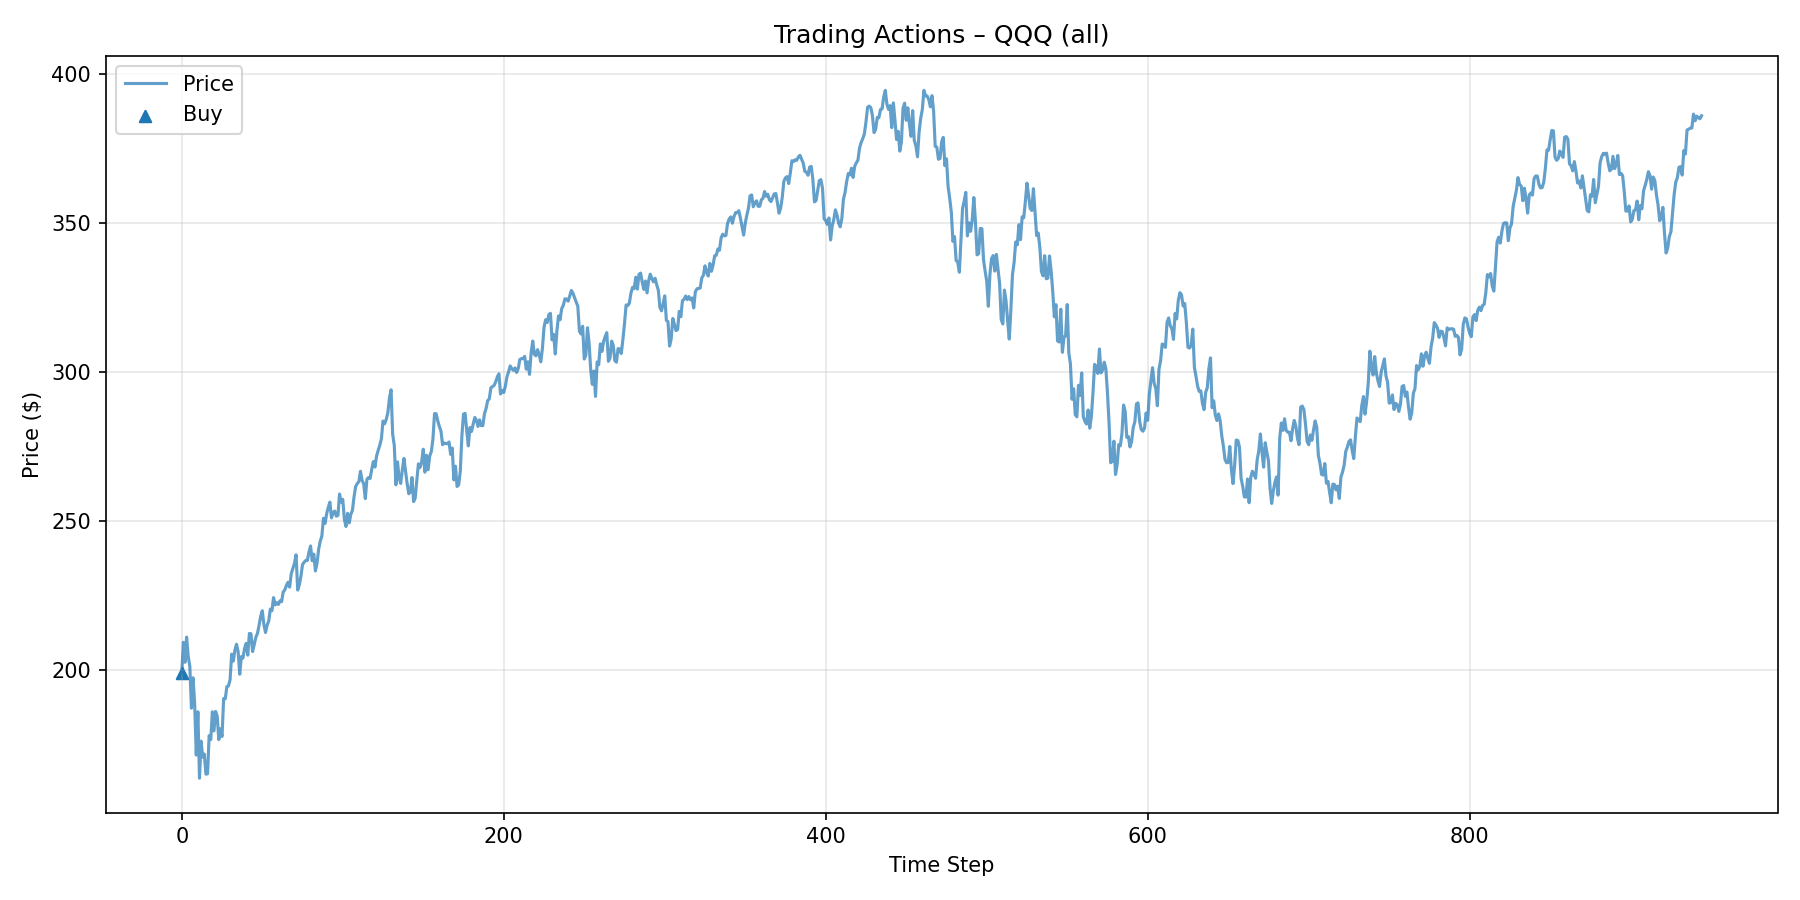 Trading Actions – QQQ (all)
Price
Buy
400
350
300
250
200
Price ($)
0 200 400 600 800
Time Step